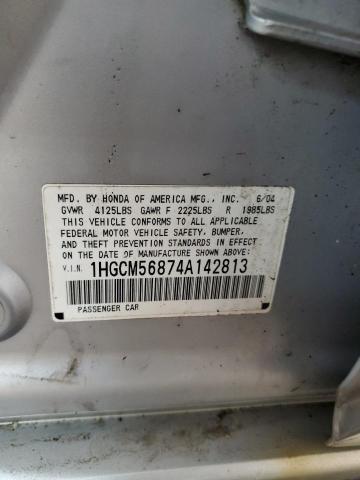 MFD. BY HONDA OF AMERICA MFG., INC. 6/04
GVWR 4125LBS GAWR F 2225LBS R 1985LBS
THIS VEHICLE CONFORMS TO ALL APPLICABLE
FEDERAL MOTOR VEHICLE SAFETY, BUMPER,
AND THEFT PREVENTION STANDARDS IN EFFECT
ON THE DATE OF MANUFACTURE SHOWN ABOVE.
V.I.N. 1HGCM56874A142813
PASSENGER CAR